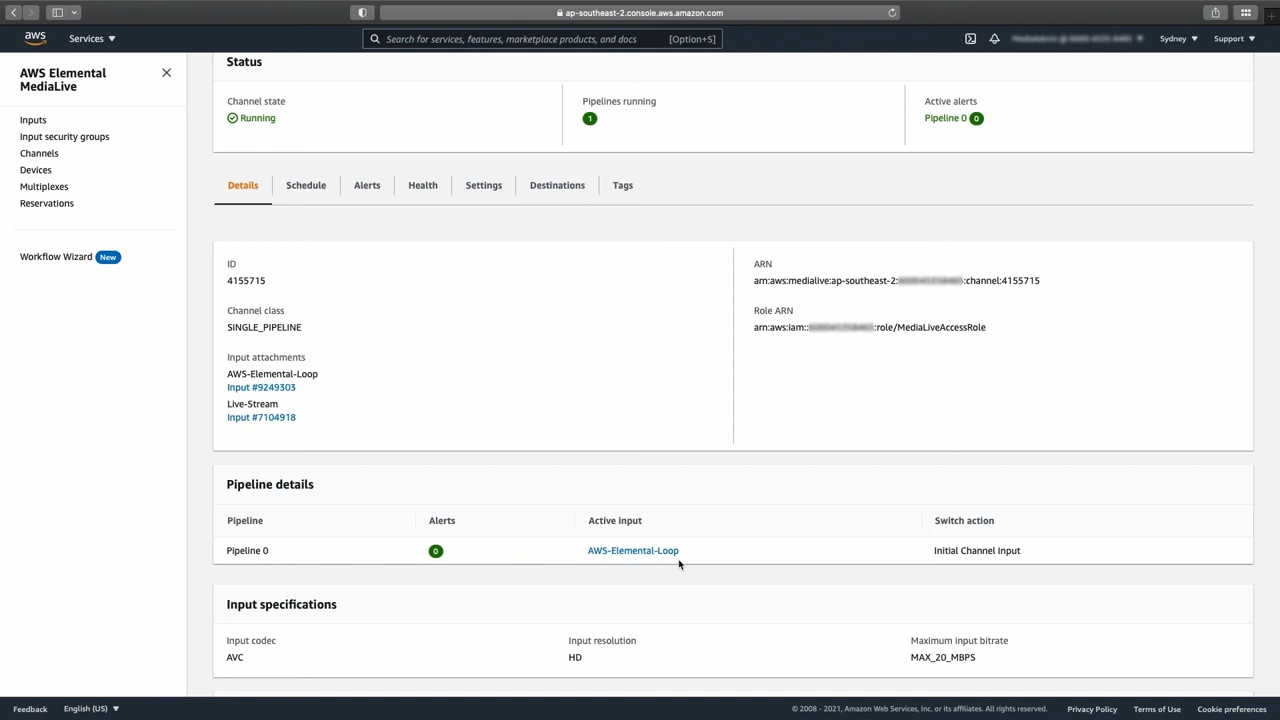 ap-southeast-2.console.aws.amazon.com
aws
Services
Search for services, features, marketplace products, and docs [Option+S]
Sydney
Support
AWS Elemental
MediaLive
Inputs
Input security groups
Channels
Devices
Multiplexes
Reservations
Workflow Wizard New
Status
Channel state
Running
Pipelines running
1
Active alerts
Pipeline 0 0
Details Schedule Alerts Health Settings Destinations Tags
ID
4155715
Channel class
SINGLE_PIPELINE
Input attachments
AWS-Elemental-Loop
Input #9249303
Live-Stream
Input #7104918
ARN
arn:aws:medialive:ap-southeast-2: :channel:4155715
Role ARN
arn:aws:iam:: :role/MediaLiveAccessRole
Pipeline details
Pipeline Alerts Active input Switch action
Pipeline 0 0 AWS-Elemental-Loop Initial Channel Input
Input specifications
Input codec
AVC
Input resolution
HD
Maximum input bitrate
MAX_20_MBPS
Feedback English (US) © 2008 - 2021, Amazon Web Services, Inc. or its affiliates. All rights reserved. Privacy Policy Terms of Use Cookie preferences